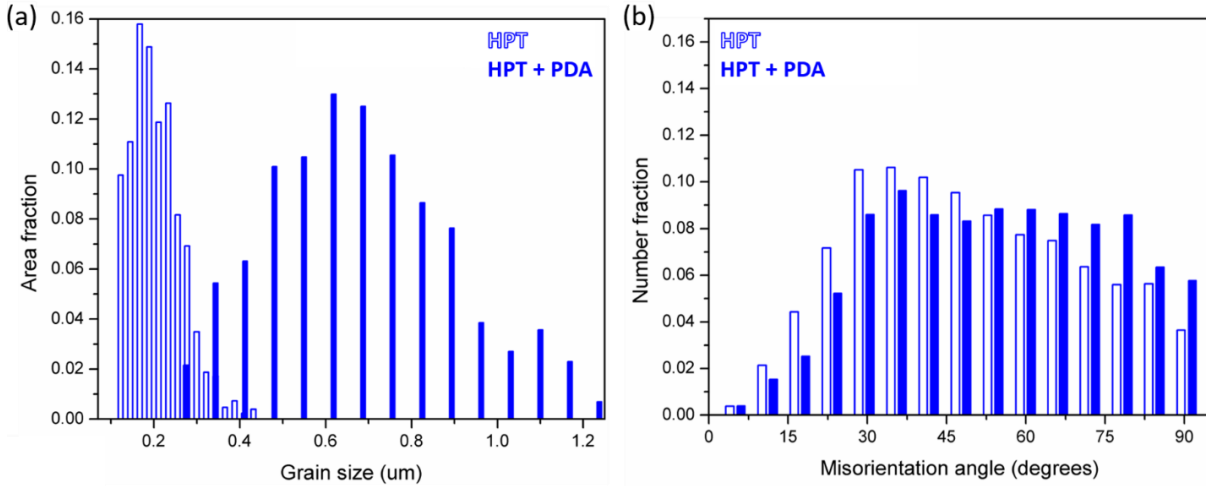 (a)
HPT
HPT + PDA
0.16
0.14
0.12
0.10
0.08
0.06
0.04
0.02
0.00
Area fraction
0.2 0.4 0.6 0.8 1.0 1.2
Grain size (um)
(b)
HPT
HPT + PDA
0.16
0.14
0.12
0.10
0.08
0.06
0.04
0.02
0.00
Number fraction
0 15 30 45 60 75 90
Misorientation angle (degrees)